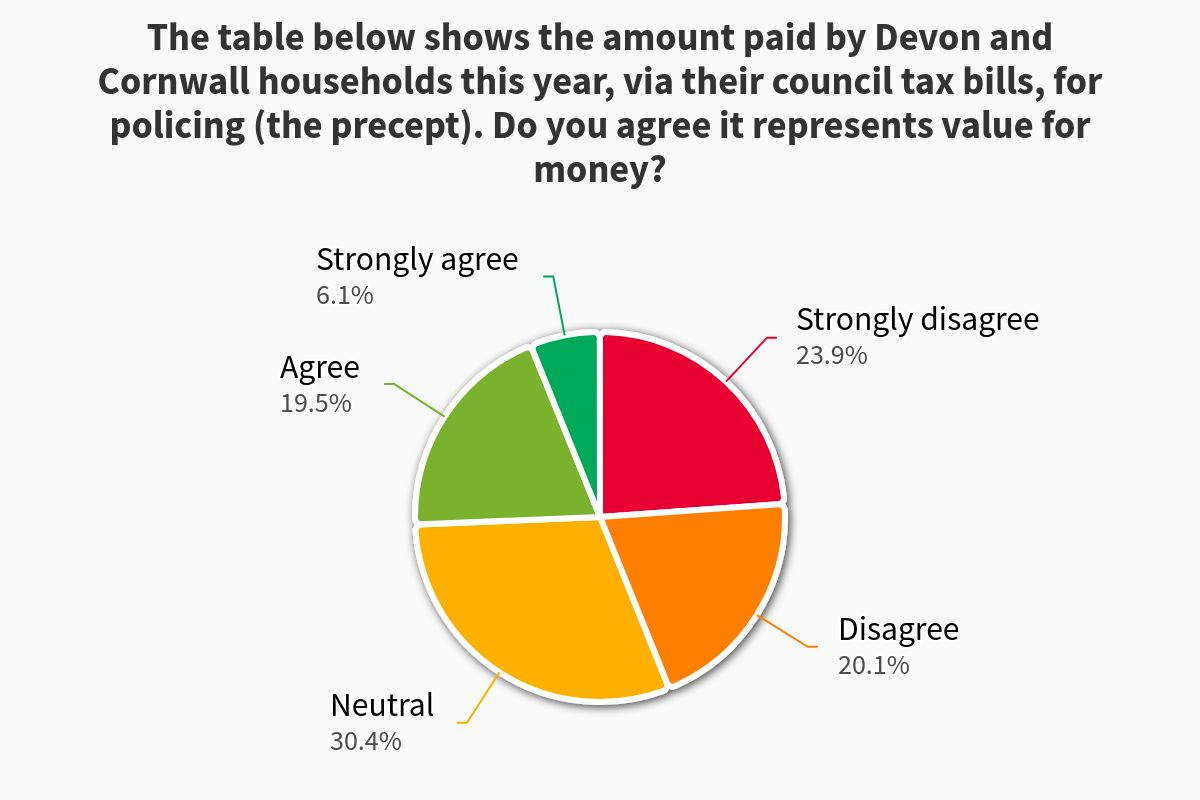 The table below shows the amount paid by Devon and
Cornwall households this year, via their council tax bills, for
policing (the precept). Do you agree it represents value for
money?
Strongly agree
6.1%
Strongly disagree
23.9%
Agree
19.5%
Disagree
20.1%
Neutral
30.4%